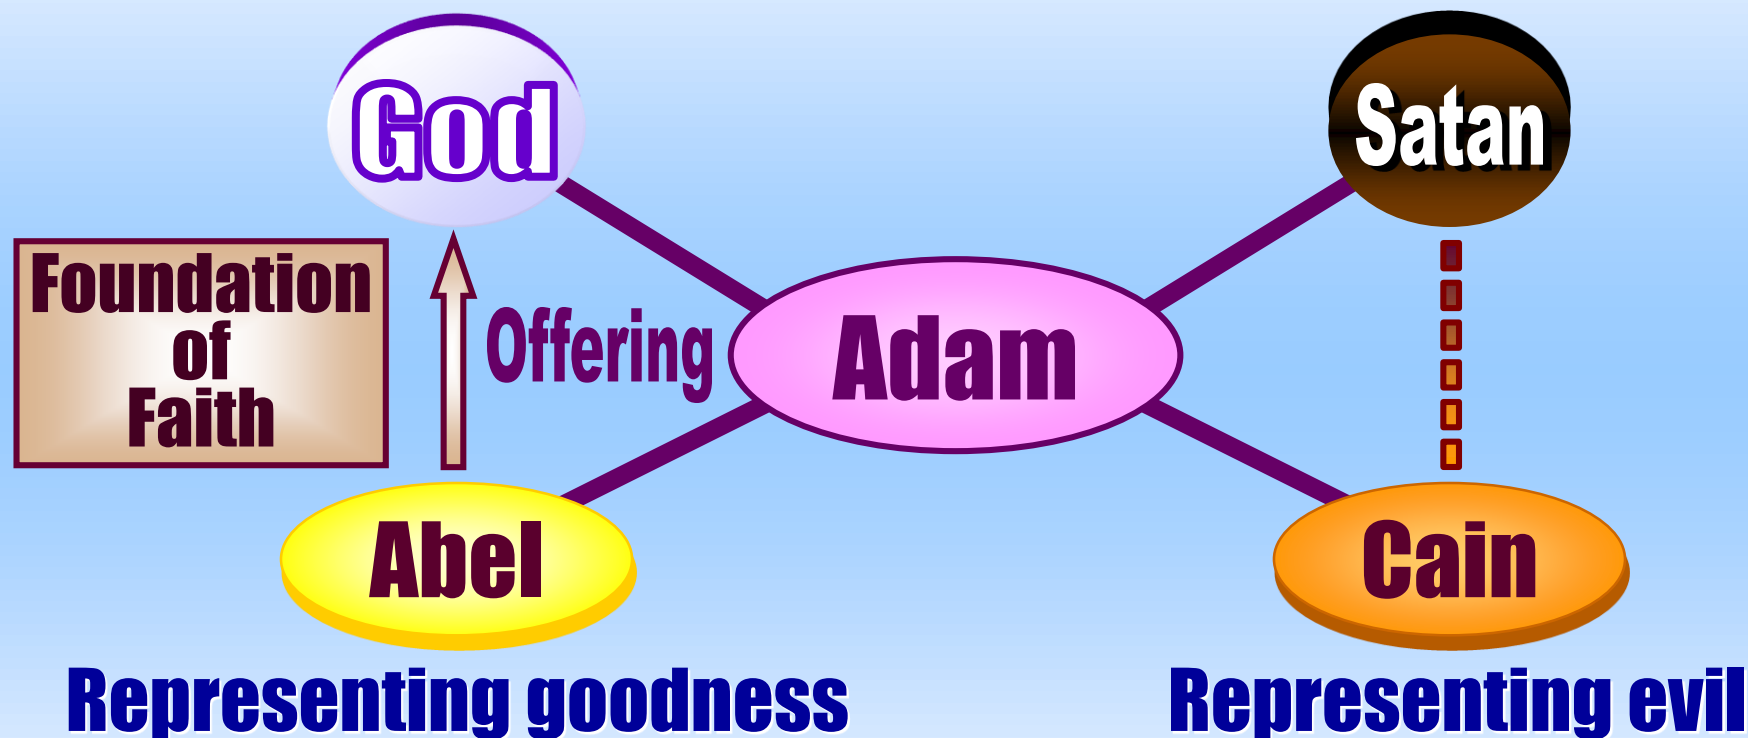 God
Satan
Foundation
of
Faith
Offering
Adam
Abel
Cain
Representing goodness
Representing evil